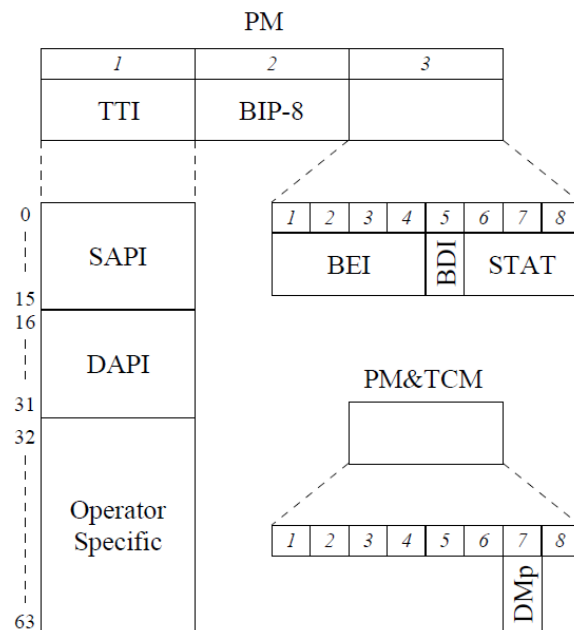 PM
1 2 3
TTI BIP-8
0 1 2 3 4 5 6 7 8
SAPI BEI BDI STAT
15
16
DAPI PM&TCM
31
32
Operator
Specific
1 2 3 4 5 6 7 8
DMp
63